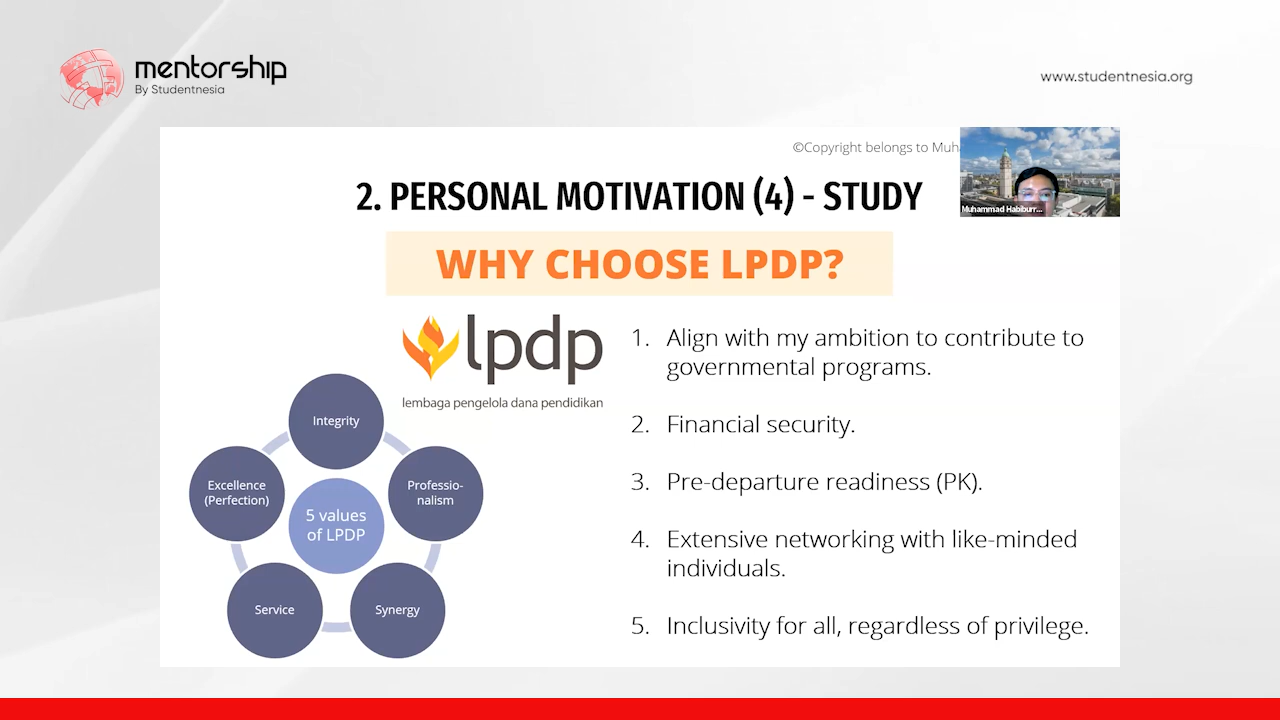 mentorship
By Studentnesia
www.studentnesia.org
©Copyright belongs to
Muhammad Habiburr...
2. PERSONAL MOTIVATION (4) - STUDY
WHY CHOOSE LPDP?
lpdp
lembaga pengelola dana pendidikan
Integrity
Professio-
nalism
Synergy
Service
Excellence
(Perfection)
5 values
of LPDP
1. Align with my ambition to contribute to
governmental programs.
2. Financial security.
3. Pre-departure readiness (PK).
4. Extensive networking with like-minded
individuals.
5. Inclusivity for all, regardless of privilege.